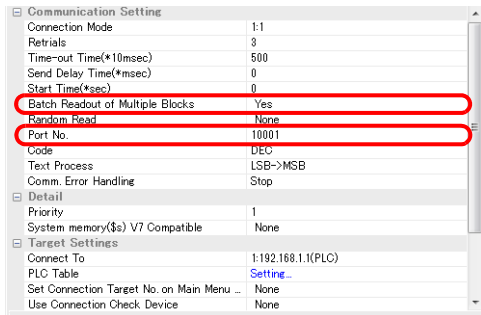 Communication Setting
Connection Mode 1:1
Retrials 3
Time-out Time(*10msec) 500
Send Delay Time(*msec) 0
Start Time(*sec) 0
Batch Readout of Multiple Blocks Yes
Random Read None
Port No. 10001
Code DEC
Text Process LSB->MSB
Comm. Error Handling Stop
Detail
Priority 1
System memory($s) V7 Compatible None
Target Settings
Connect To 1:192.168.1.1(PLC)
PLC Table Setting...
Set Connection Target No. on Main Menu ... None
Use Connection Check Device None